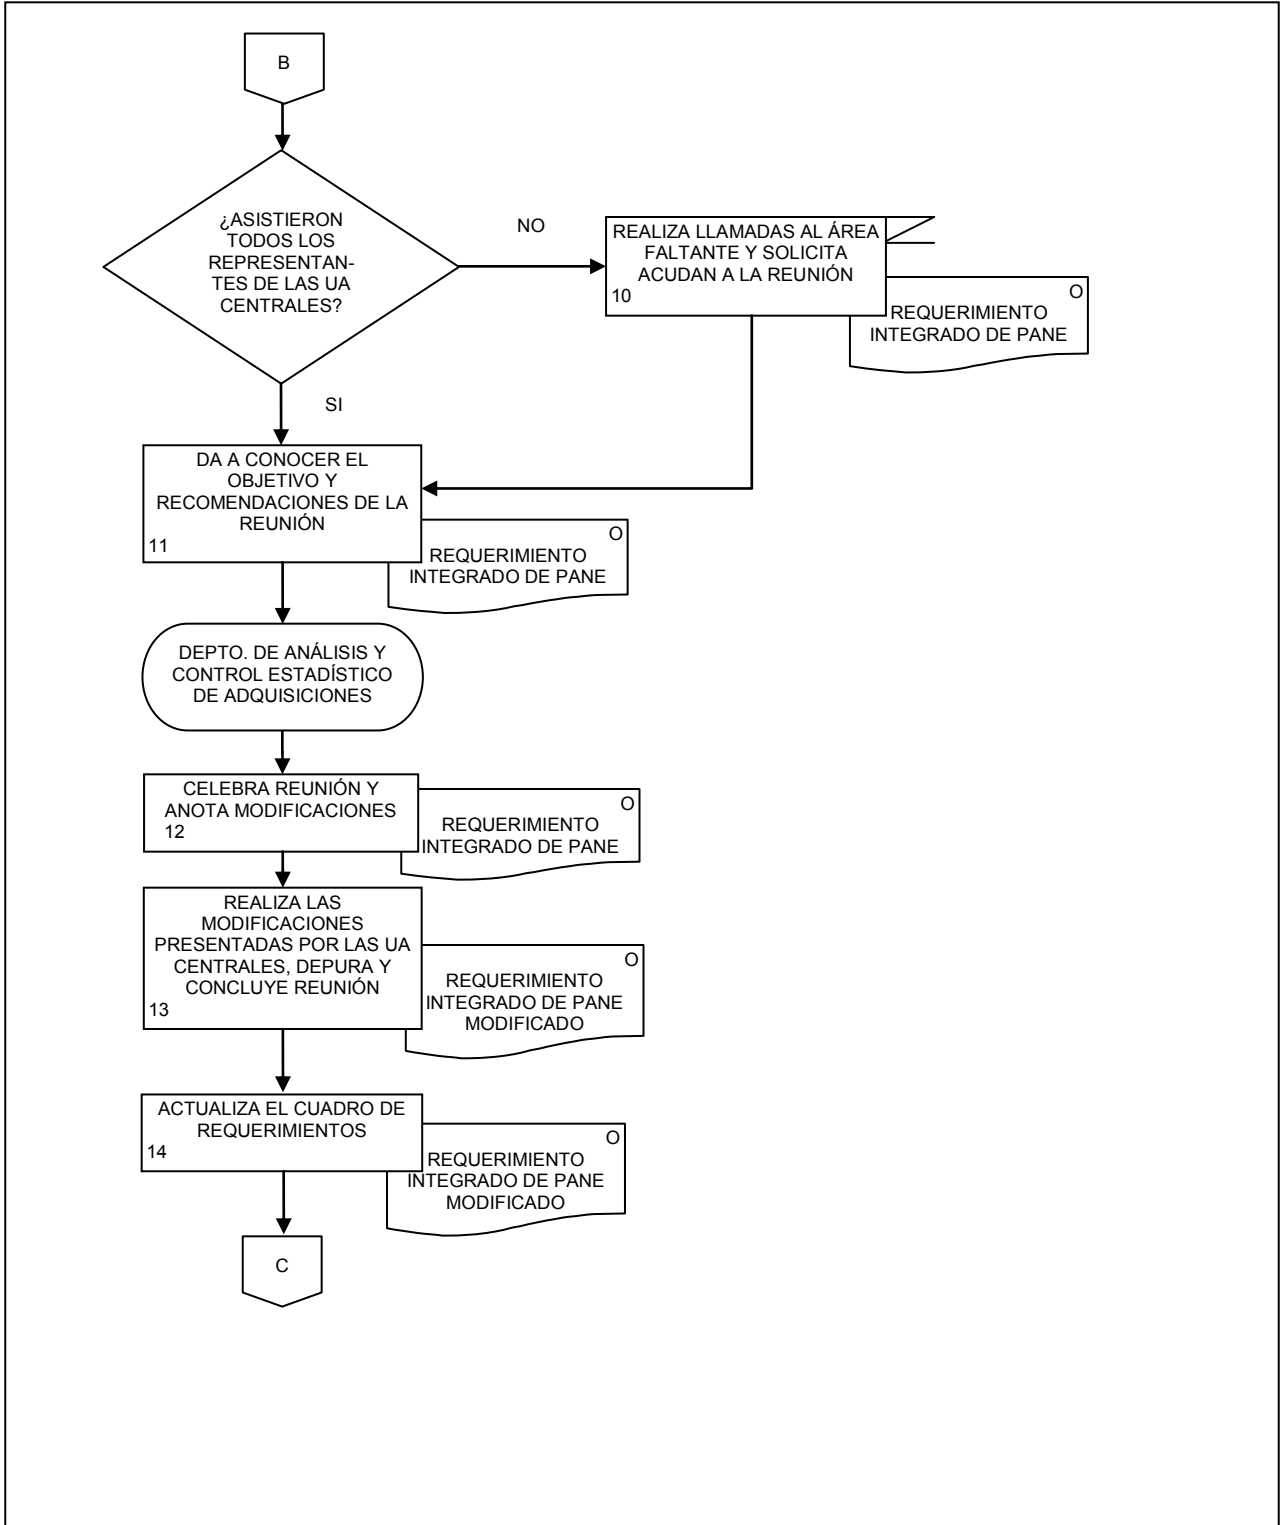 B
¿ASISTIERON
TODOS LOS
REPRESENTAN-
TES DE LAS UA
CENTRALES?
NO
REALIZA LLAMADAS AL ÁREA
FALTANTE Y SOLICITA
ACUDAN A LA REUNIÓN
10
O
REQUERIMIENTO
INTEGRADO DE PANE
SI
DA A CONOCER EL
OBJETIVO Y
RECOMENDACIONES DE LA
REUNIÓN
11
O
REQUERIMIENTO
INTEGRADO DE PANE
DEPTO. DE ANÁLISIS Y
CONTROL ESTADÍSTICO
DE ADQUISICIONES
CELEBRA REUNIÓN Y
ANOTA MODIFICACIONES
12
O
REQUERIMIENTO
INTEGRADO DE PANE
REALIZA LAS
MODIFICACIONES
PRESENTADAS POR LAS UA
CENTRALES, DEPURA Y
CONCLUYE REUNIÓN
13
O
REQUERIMIENTO
INTEGRADO DE PANE
MODIFICADO
ACTUALIZA EL CUADRO DE
REQUERIMIENTOS
14
O
REQUERIMIENTO
INTEGRADO DE PANE
MODIFICADO
C